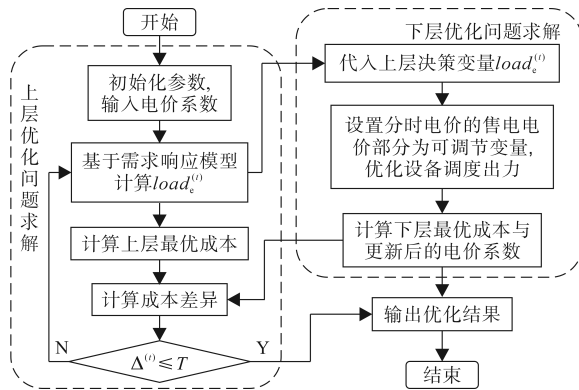 开始
上层优化问题求解
初始化参数,
输入电价系数
基于需求响应模型
计算load_e^(t)
计算上层最优成本
计算成本差异
Δ^(t)≤T
N
Y
下层优化问题求解
代入上层决策变量load_e^(t)
设置分时电价的售电电
价部分为可调节变量,
优化设备调度出力
计算下层最优成本与
更新后的电价系数
输出优化结果
结束